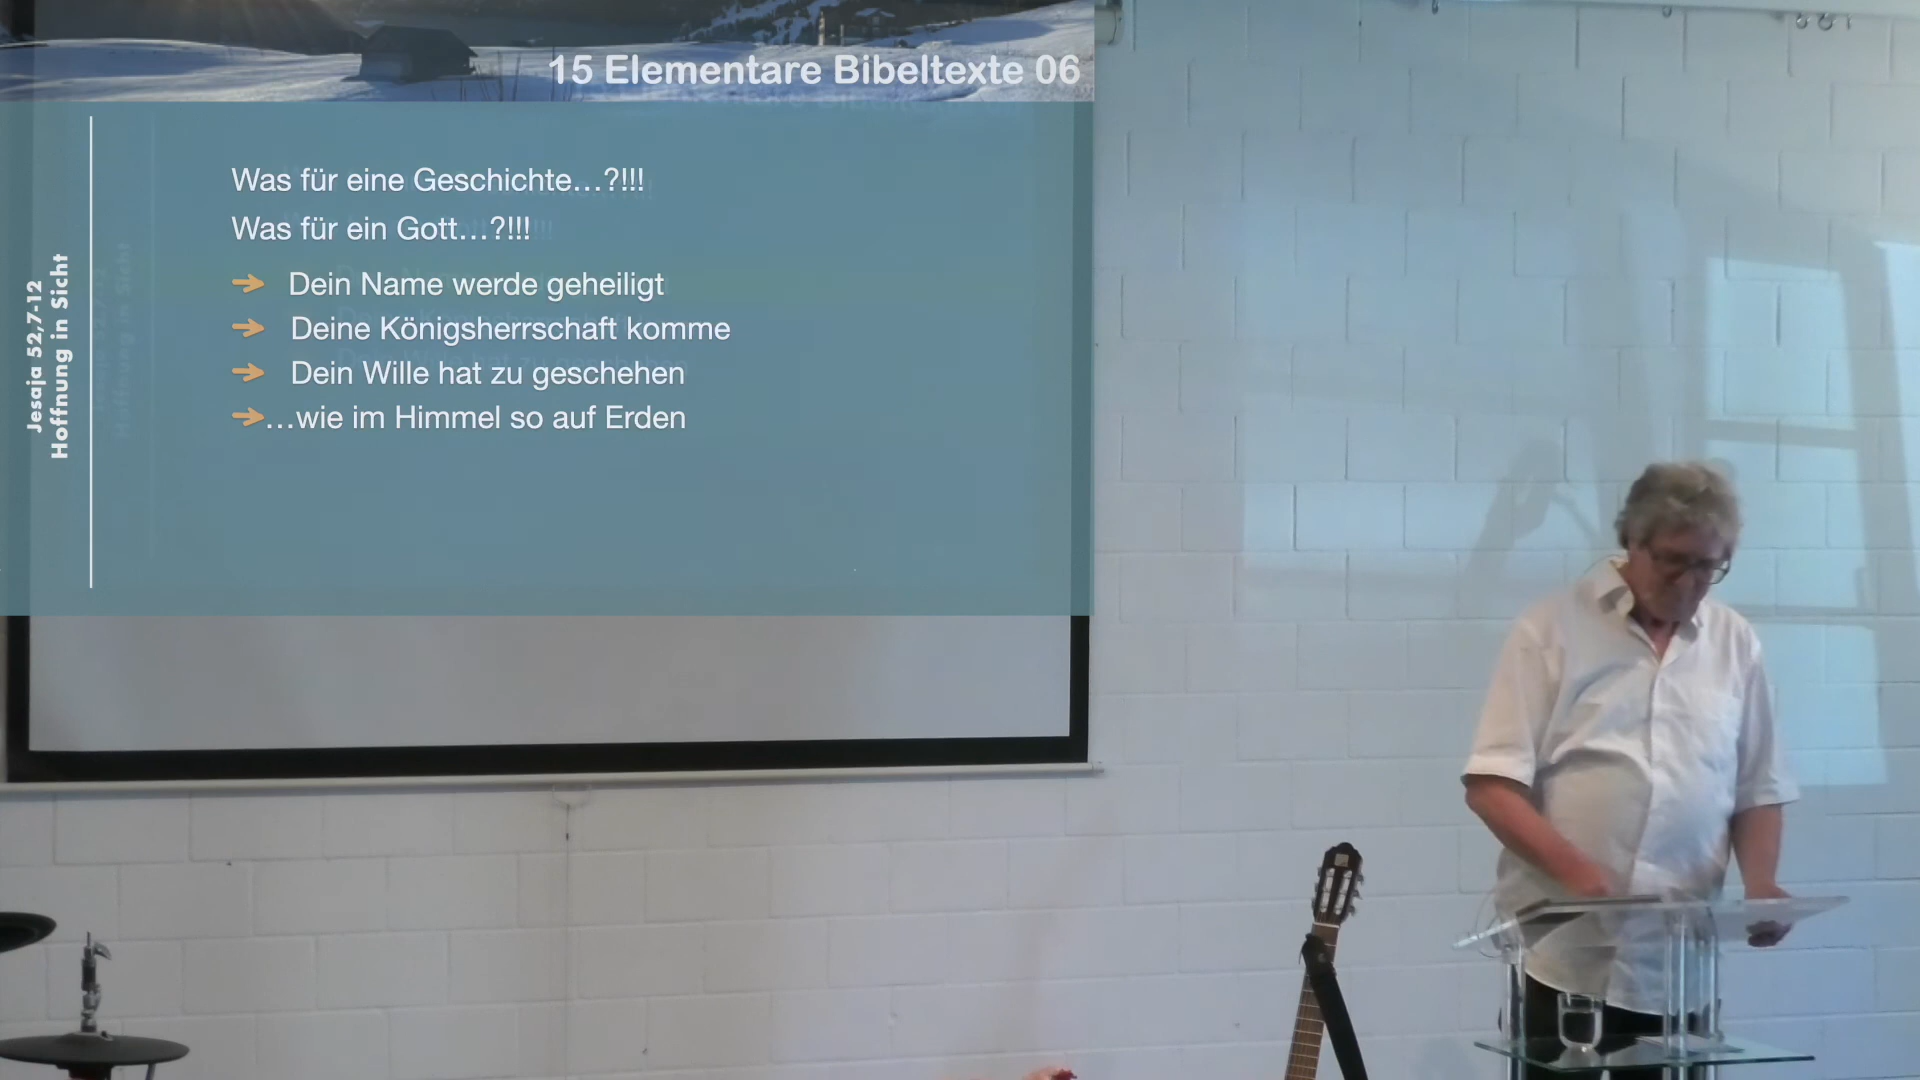 15 Elementare Bibeltexte 06
Jesaja 52,7-12
Hoffnung in Sicht
Was für eine Geschichte...?!!!
Was für ein Gott...?!!!
➔ Dein Name werde geheiligt
➔ Deine Königsherrschaft komme
➔ Dein Wille hat zu geschehen
➔...wie im Himmel so auf Erden